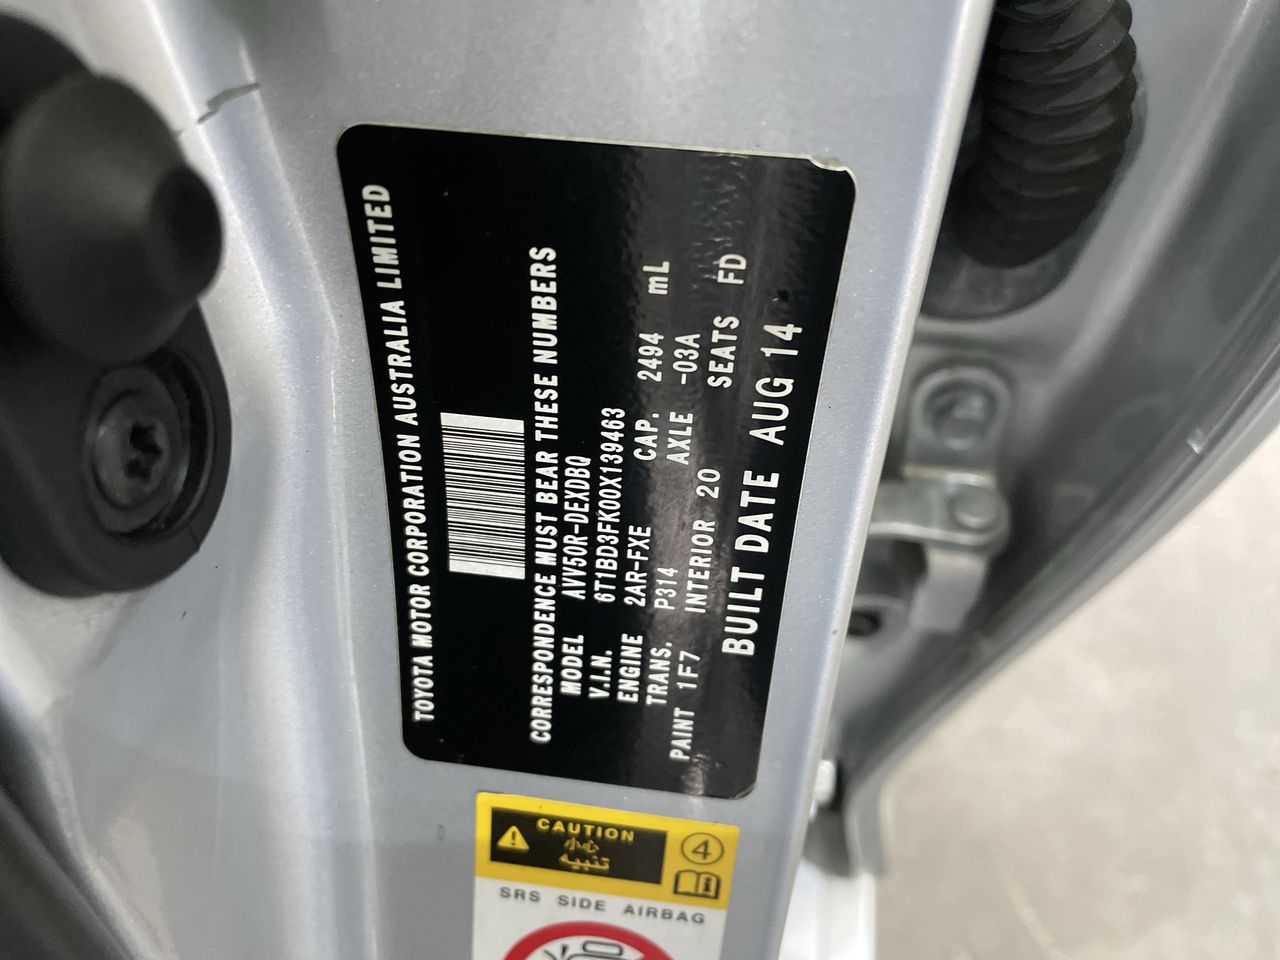 TOYOTA MOTOR CORPORATION AUSTRALIA LIMITED
CORRESPONDENCE MUST BEAR THESE NUMBERS
MODEL AVV50R-DEXDBQ
V.I.N. 6T1BD3FK00X139463
ENGINE 2AR-FXE CAP. 2494 mL
TRANS. P314 AXLE -03A
PAINT 1F7 INTERIOR 20 SEATS FD
BUILT DATE AUG 14
CAUTION
تنبيه
4
SRS SIDE AIRBAG